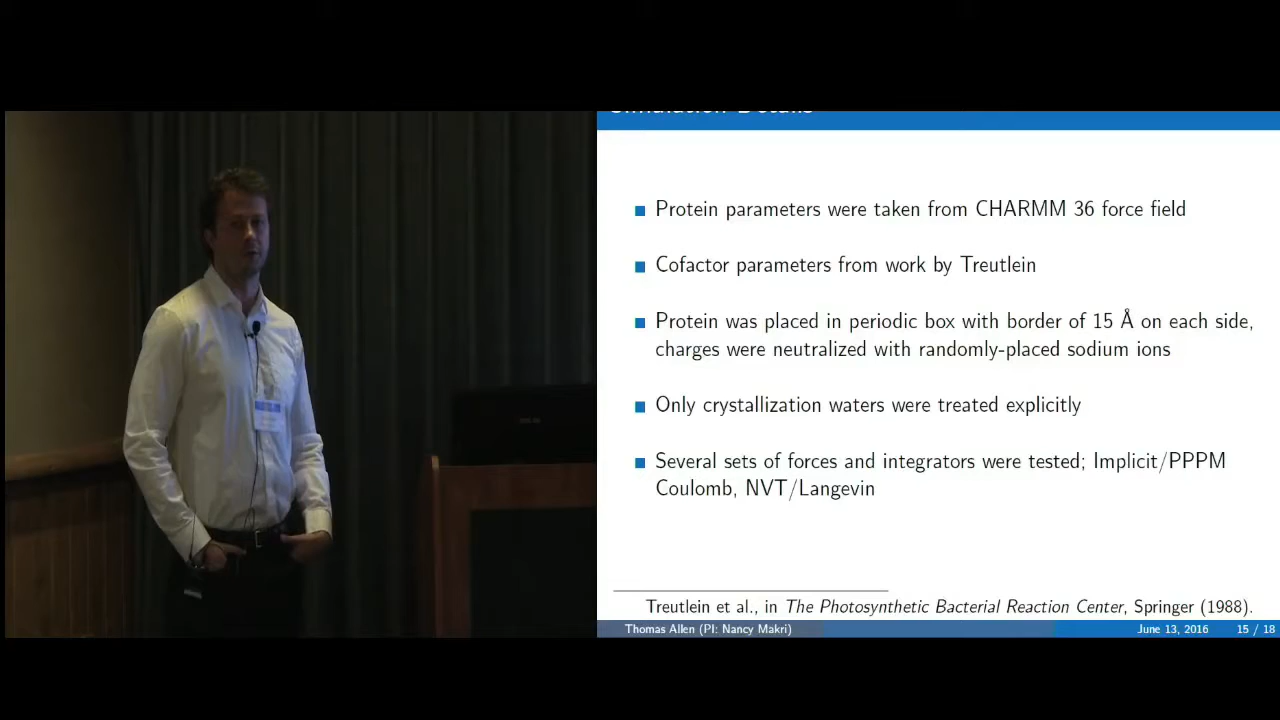 Simulation Details
Protein parameters were taken from CHARMM 36 force field
Cofactor parameters from work by Treutlein
Protein was placed in periodic box with border of 15 Å on each side,
charges were neutralized with randomly-placed sodium ions
Only crystallization waters were treated explicitly
Several sets of forces and integrators were tested; Implicit/PPPM
Coulomb, NVT/Langevin
Treutlein et al., in The Photosynthetic Bacterial Reaction Center, Springer (1988).
Thomas Allen (PI: Nancy Makri) June 13, 2016 15 / 18